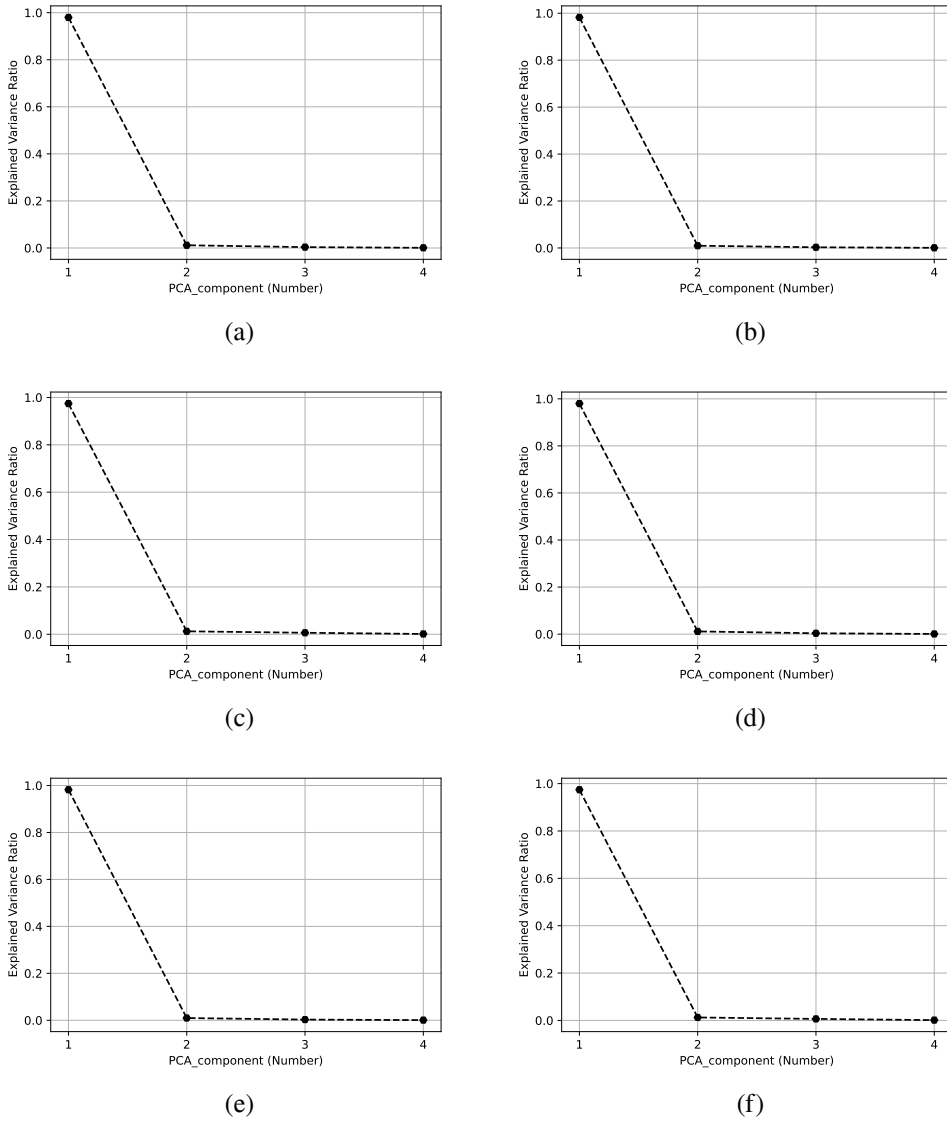 1.0
0.8
0.6
0.4
0.2
0.0
Explained Variance Ratio
1 2 3 4
PCA_component (Number)
(a)
1.0
0.8
0.6
0.4
0.2
0.0
Explained Variance Ratio
1 2 3 4
PCA_component (Number)
(b)
1.0
0.8
0.6
0.4
0.2
0.0
Explained Variance Ratio
1 2 3 4
PCA_component (Number)
(c)
1.0
0.8
0.6
0.4
0.2
0.0
Explained Variance Ratio
1 2 3 4
PCA_component (Number)
(d)
1.0
0.8
0.6
0.4
0.2
0.0
Explained Variance Ratio
1 2 3 4
PCA_component (Number)
(e)
1.0
0.8
0.6
0.4
0.2
0.0
Explained Variance Ratio
1 2 3 4
PCA_component (Number)
(f)